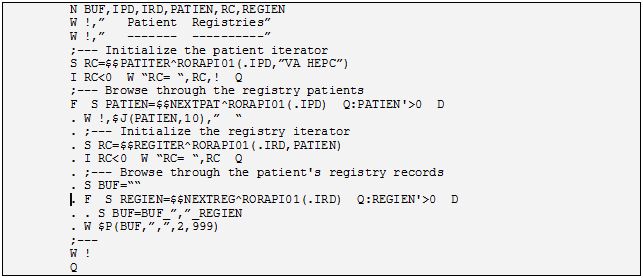 N BUF,IPD,IRD,PATIEN,RC,REGIEN
W !,”   Patient  Registries”
W !,”   -------  ----------”
;--- Initialize the patient iterator
S RC=$$PATITER^RORAPI01(.IPD,”VA HEPC”)
I RC<0  W “RC= “,RC,!  Q
;--- Browse through the registry patients
F  S PATIEN=$$NEXTPAT^RORAPI01(.IPD)  Q:PATIEN'>0  D
. W !,$J(PATIEN,10),”  “
. ;--- Initialize the registry iterator
. S RC=$$REGITER^RORAPI01(.IRD,PATIEN)
. I RC<0  W “RC= “,RC  Q
. ;--- Browse through the patient's registry records
. S BUF=““
. F  S REGIEN=$$NEXTREG^RORAPI01(.IRD)  Q:REGIEN'>0  D
. . S BUF=BUF_”,”_REGIEN
. W $P(BUF,”,”,2,999)
;---
W !
Q